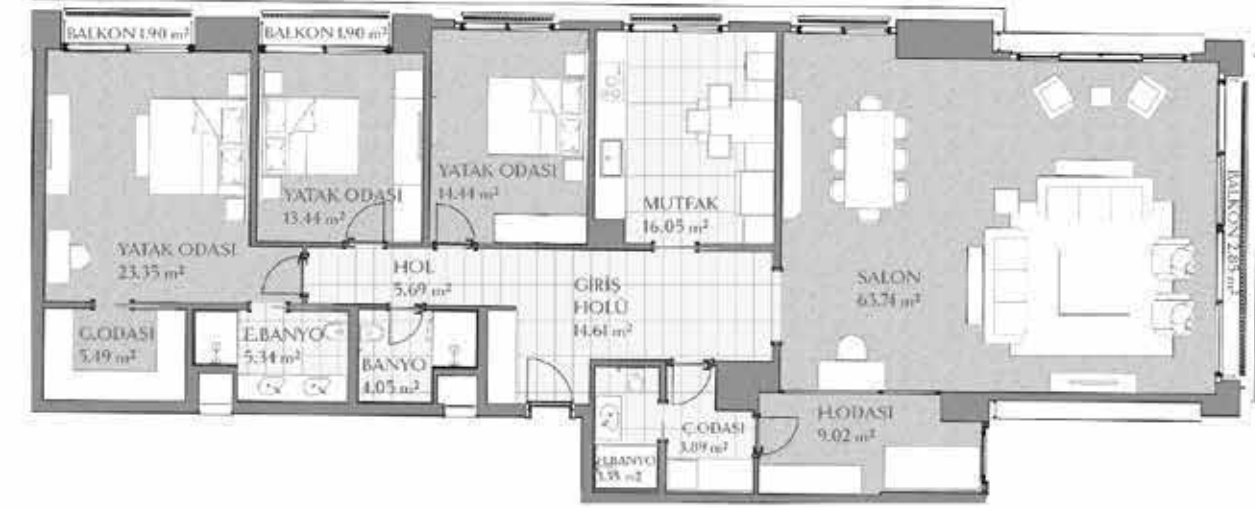 BALKON 1.90 m²
BALKON 1.90 m²
YATAK ODASI
23.35 m²
YATAK ODASI
13.44 m²
YATAK ODASI
14.44 m²
MUTFAK
16.05 m²
SALON
63.74 m²
BALKON 2.85 m²
HOL
5.69 m²
GİRİŞ
HOLÜ
14.61 m²
G.ODASI
5.49 m²
E.BANYO
5.34 m²
BANYO
4.05 m²
H.BANYO
Ç.ODASI
3.89 m²
H.ODASI
9.02 m²